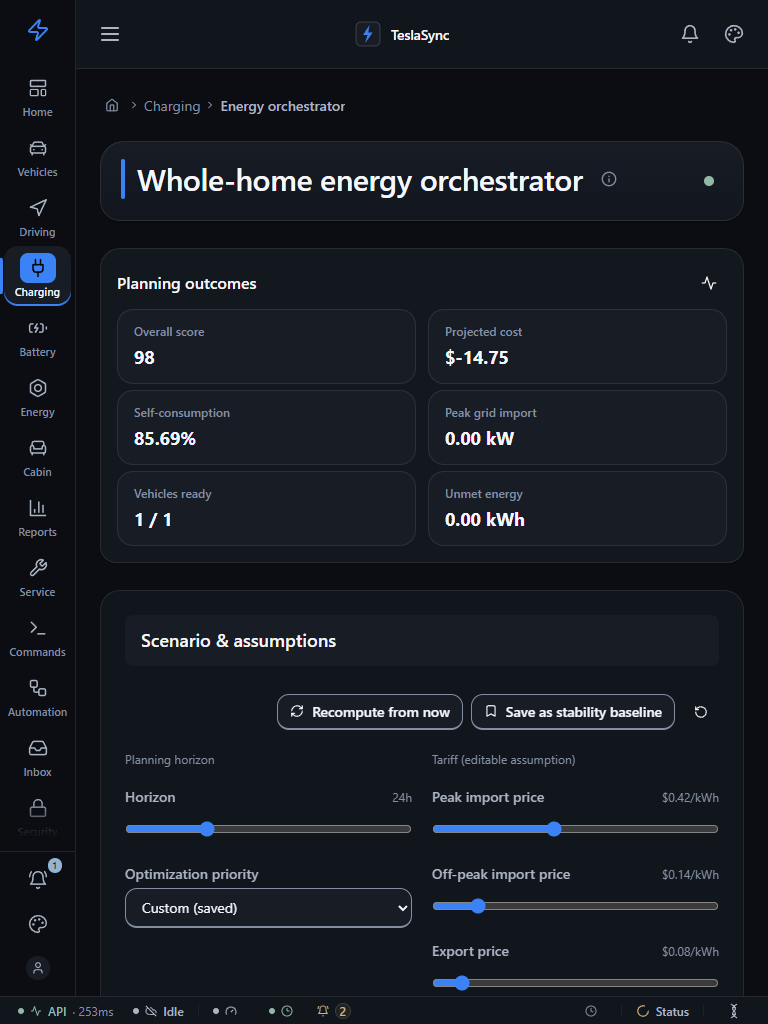 TeslaSync
Home
Vehicles
Driving
Charging
Battery
Energy
Cabin
Reports
Service
Commands
Automation
Inbox
Security
1
Charging
Energy orchestrator
Whole-home energy orchestrator
Planning outcomes
Overall score
98
Projected cost
$-14.75
Self-consumption
85.69%
Peak grid import
0.00 kW
Vehicles ready
1 / 1
Unmet energy
0.00 kWh
Scenario & assumptions
Recompute from now
Save as stability baseline
Planning horizon
Horizon
24h
Optimization priority
Custom (saved)
Tariff (editable assumption)
Peak import price
$0.42/kWh
Off-peak import price
$0.14/kWh
Export price
$0.08/kWh
API · 253ms
Idle
2
Status